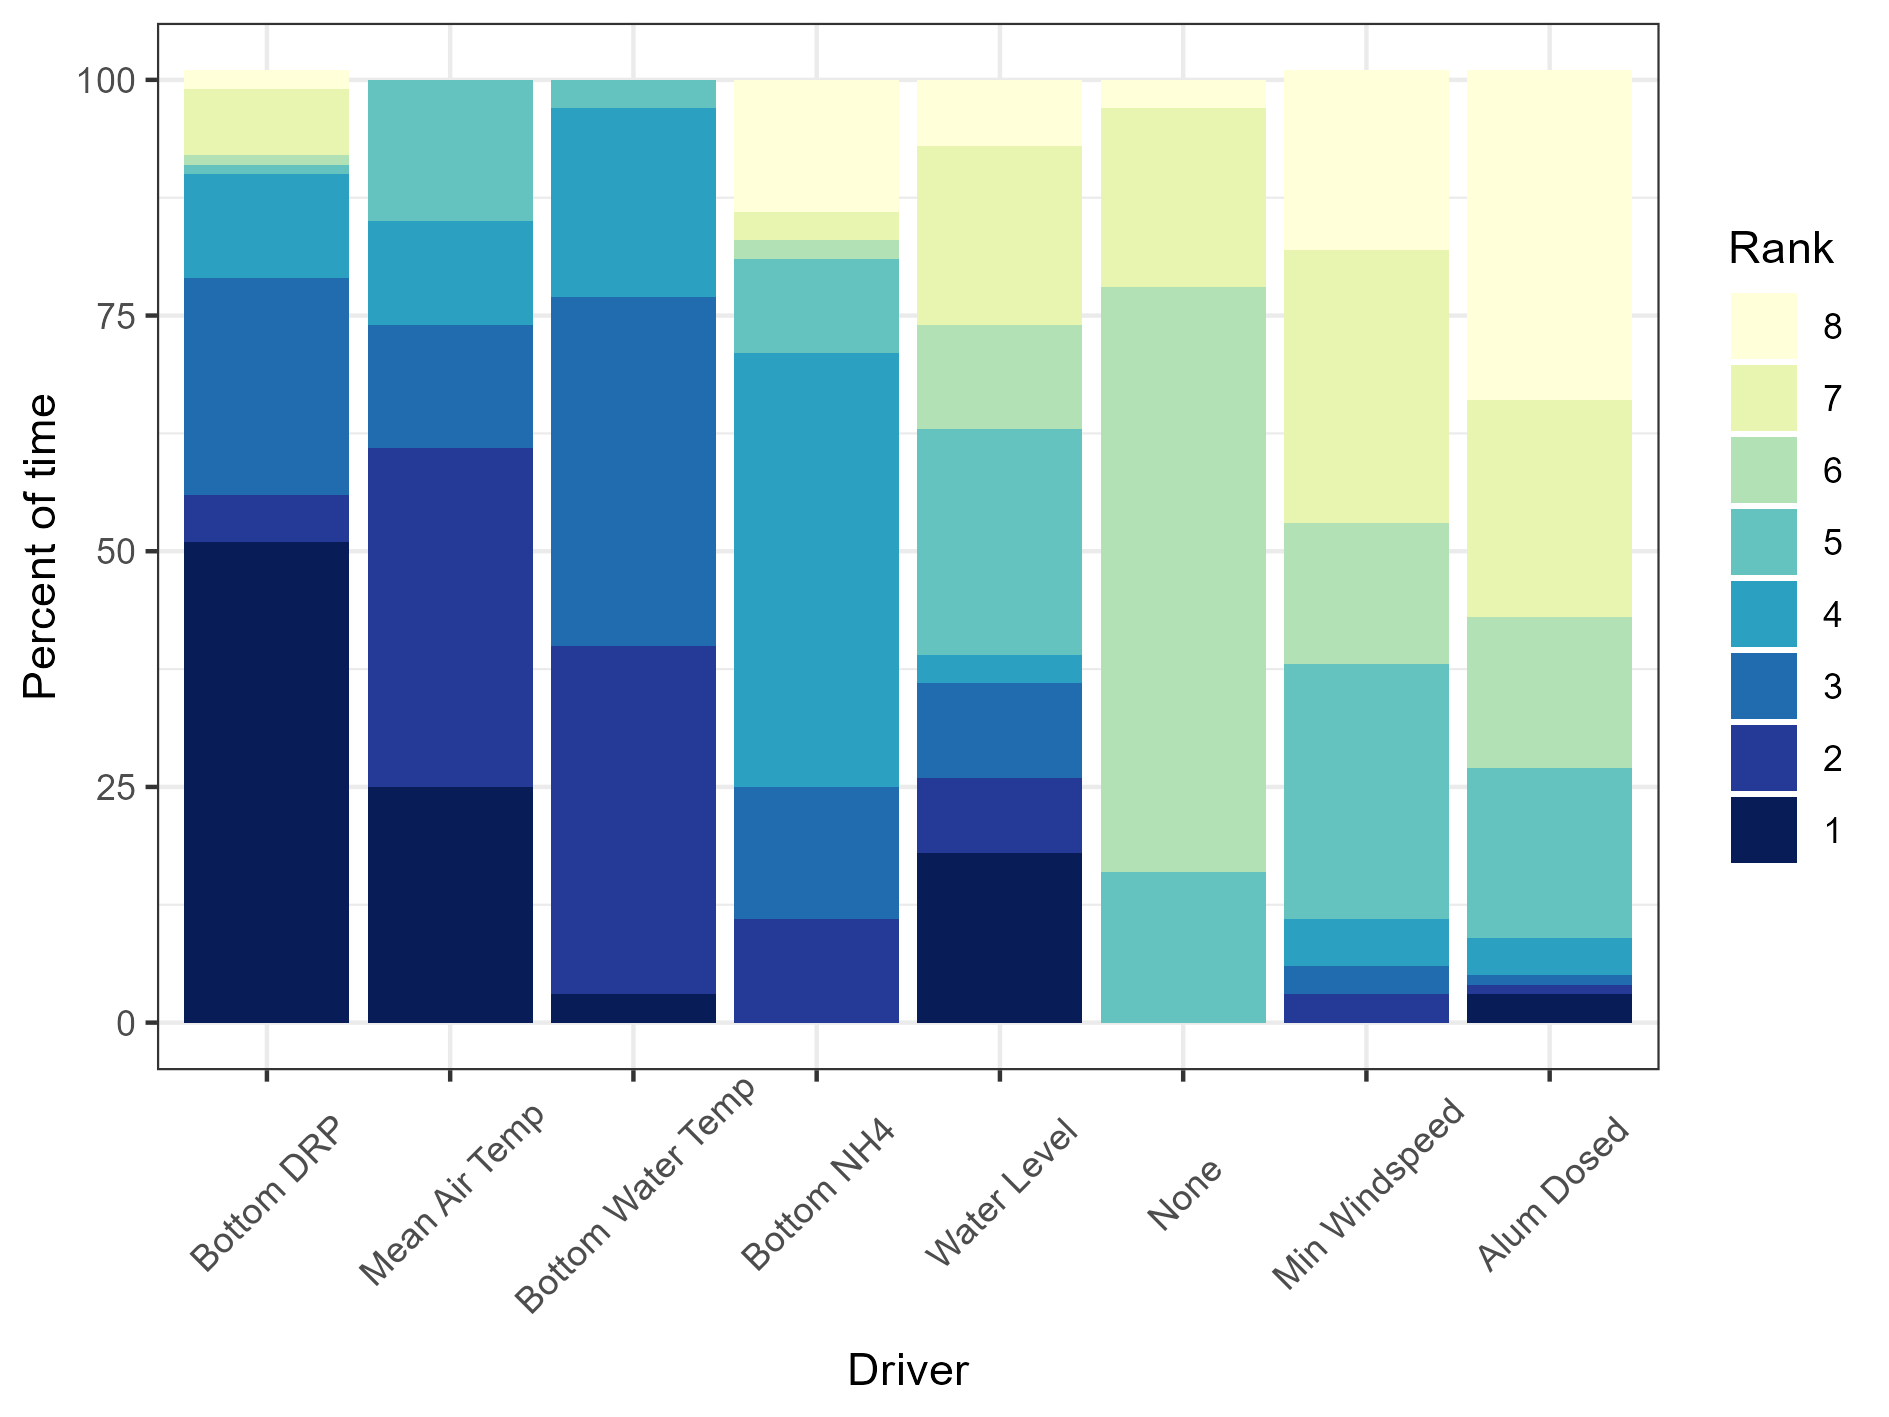 100
75
50
25
0
Percent of time
Bottom DRP
Mean Air Temp
Bottom Water Temp
Bottom NH4
Water Level
None
Min Windspeed
Alum Dosed
Driver
Rank
8
7
6
5
4
3
2
1